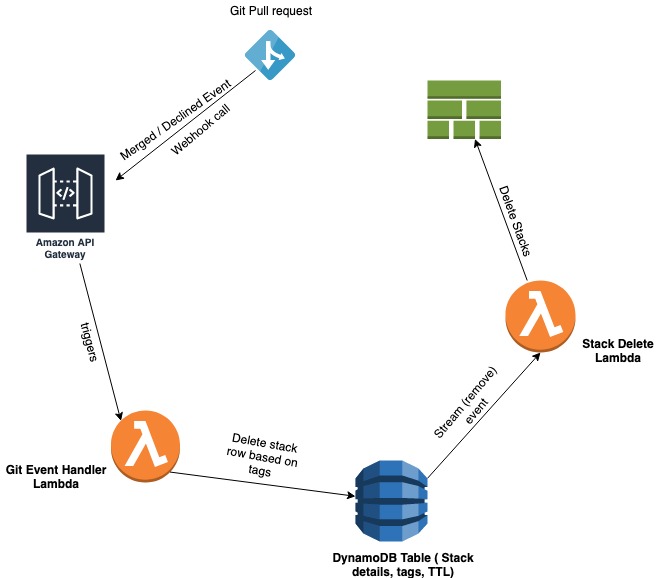 Git Pull request
Merged / Declined Event
Webhook call
</>
Amazon API
Gateway
triggers
Git Event Handler
Lambda
Delete stack
row based on
tags
DynamoDB Table ( Stack
details, tags, TTL)
Stream (remove)
event
Stack Delete
Lambda
Delete Stacks